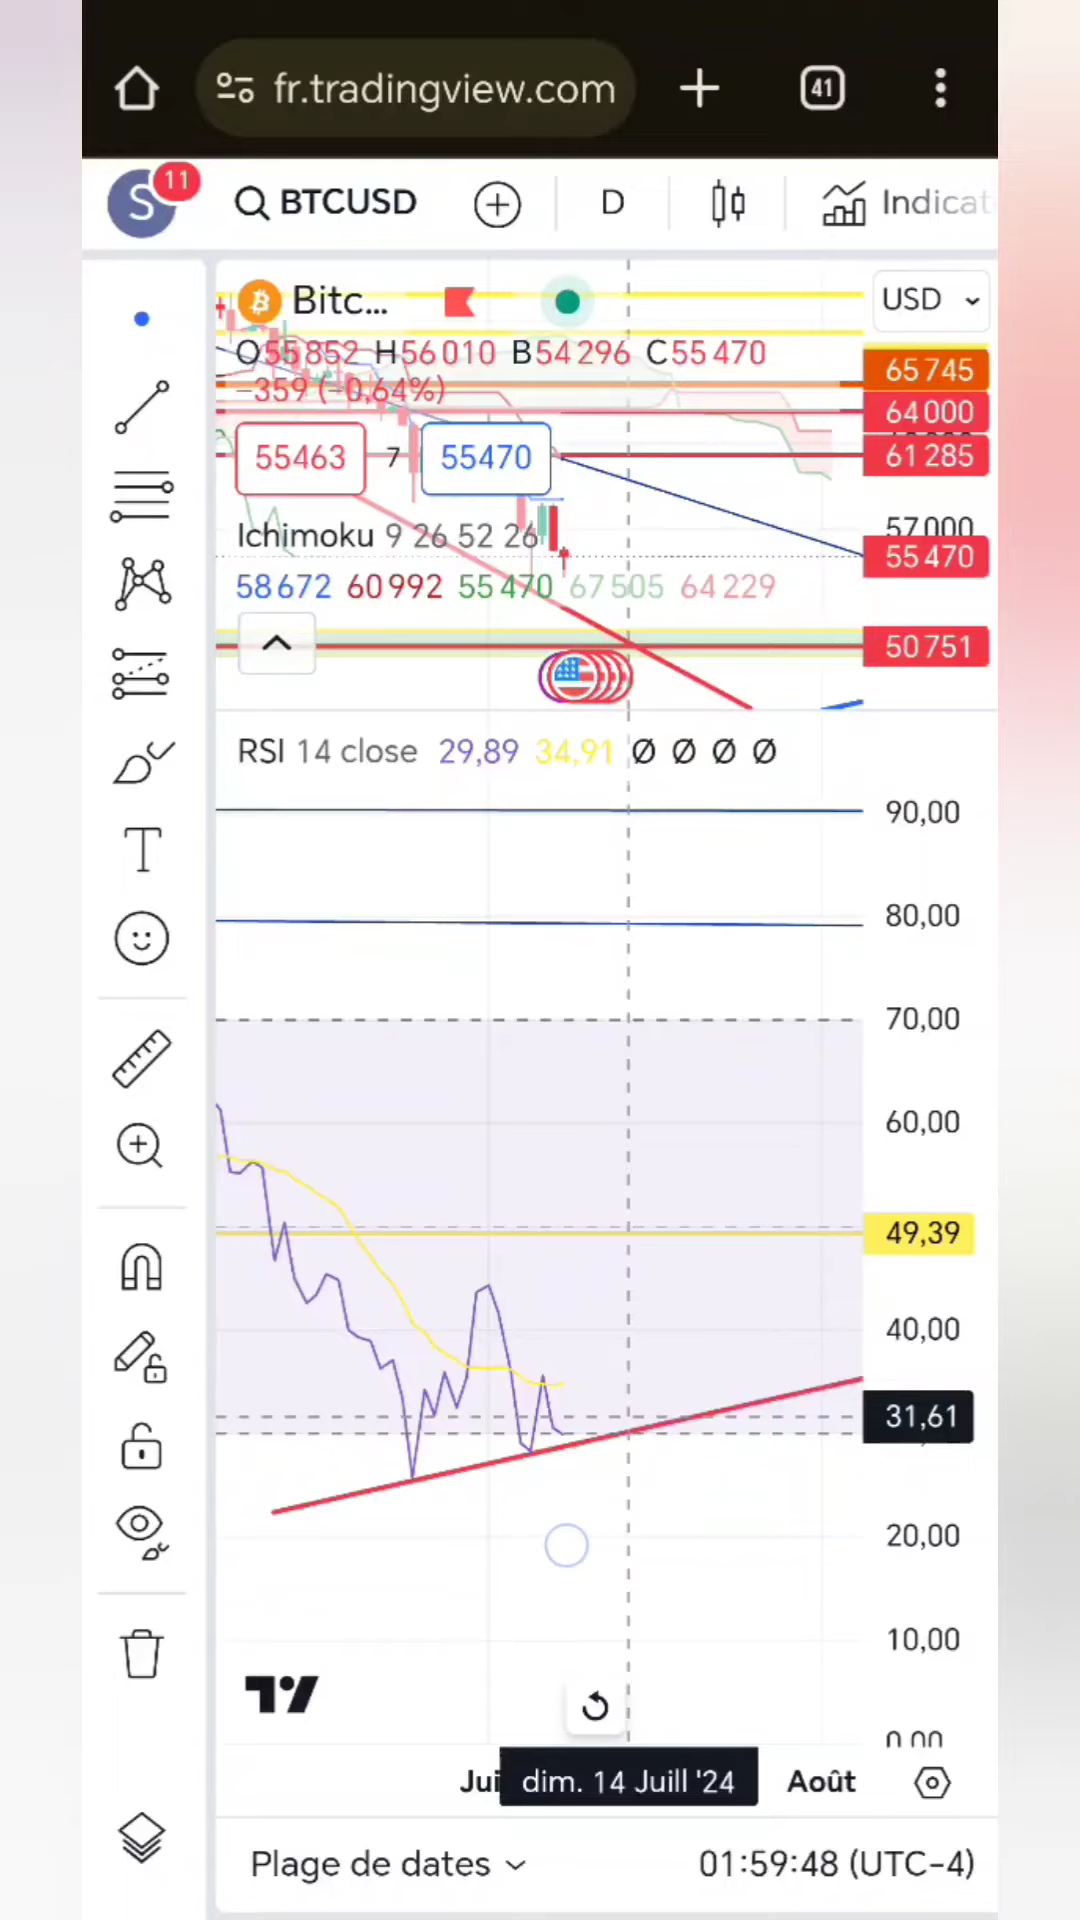 fr.tradingview.com
41
S
11
BTCUSD
D
Indicat
Bitc...
USD
O55 852 H56 010 B54 296 C55 470
−359 (−0,64%)
65 745
64 000
61 285
55463
7
55470
57 000
55 470
Ichimoku 9 26 52 26
58 672 60 992 55 470 67 505 64 229
50 751
RSI 14 close 29,89 34,91 Ø Ø Ø Ø
90,00
80,00
70,00
60,00
49,39
40,00
31,61
20,00
10,00
0,00
Jui
dim. 14 Juill '24
Août
Plage de dates
01:59:48 (UTC-4)